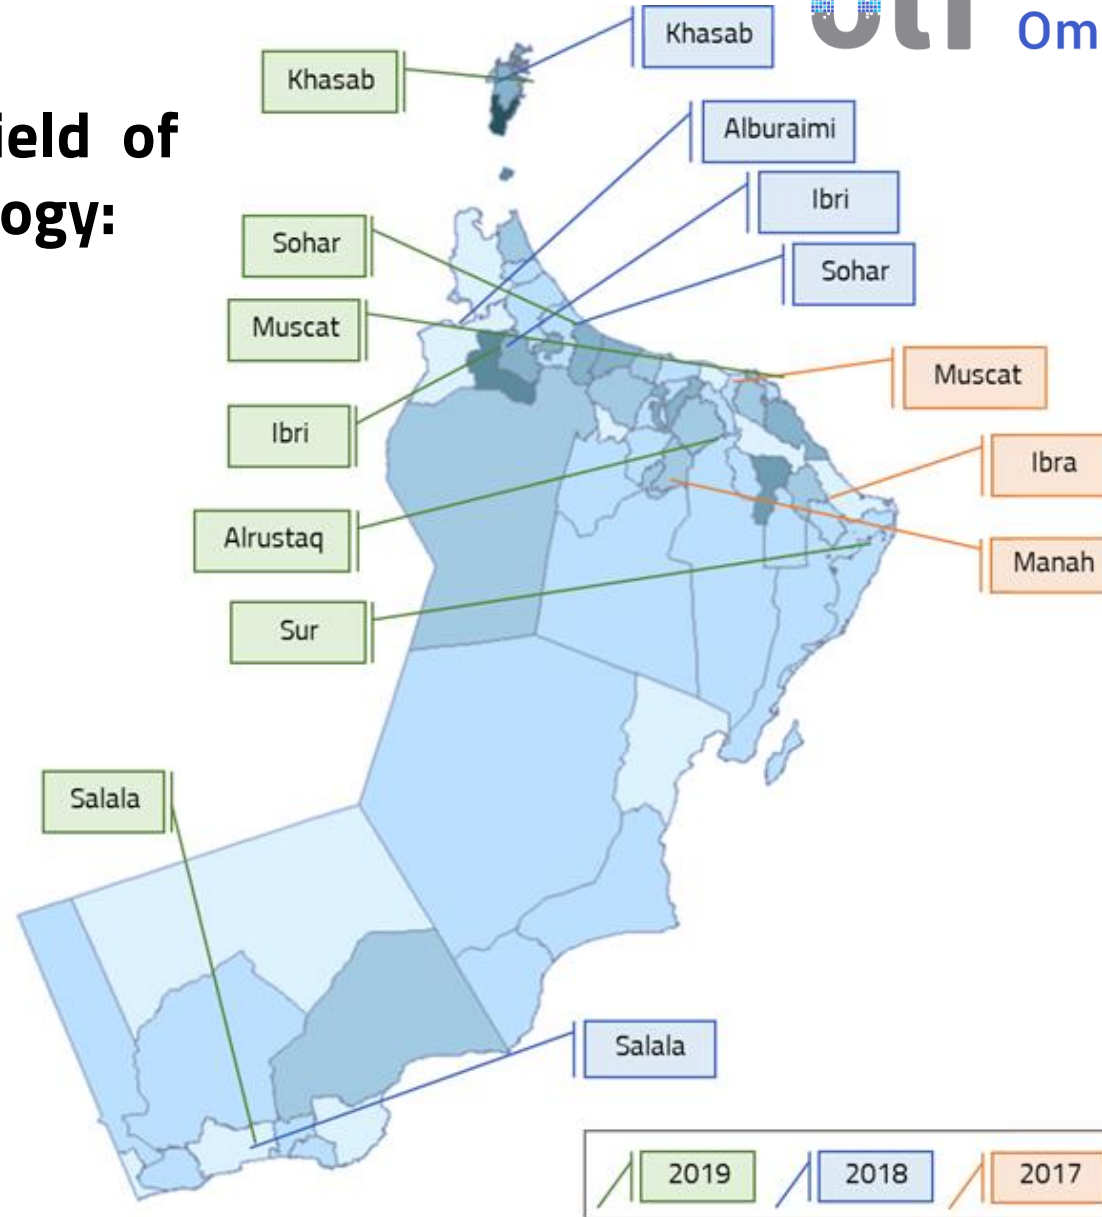 Om
ield of
ogy:
Khasab
Khasab
Alburaimi
Ibri
Sohar
Sohar
Muscat
Muscat
Ibri
Ibra
Alrustaq
Manah
Sur
Salala
Salala
2019
2018
2017